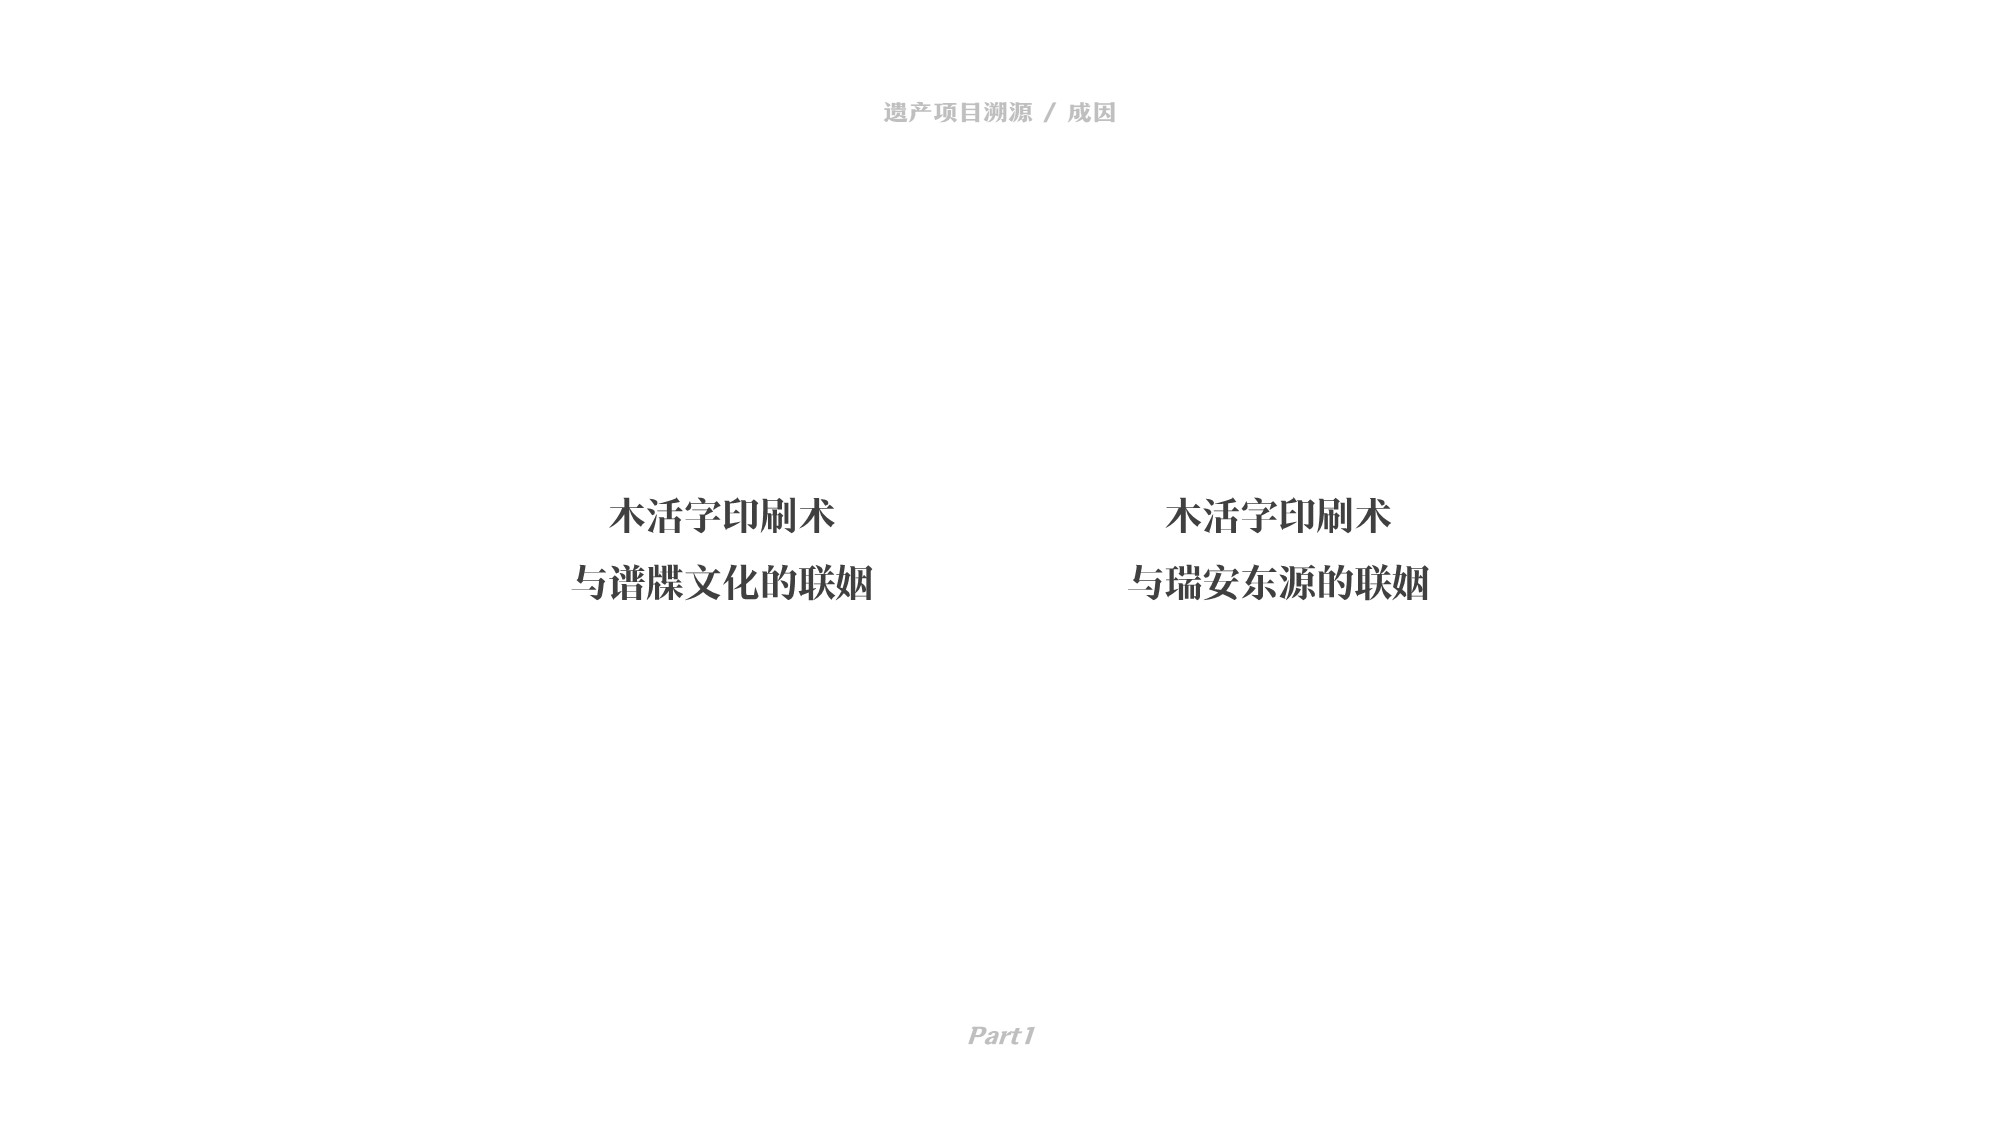 遗产项目溯源 / 成因
木活字印刷术
与谱牒文化的联姻
木活字印刷术
与瑞安东源的联姻
Part1